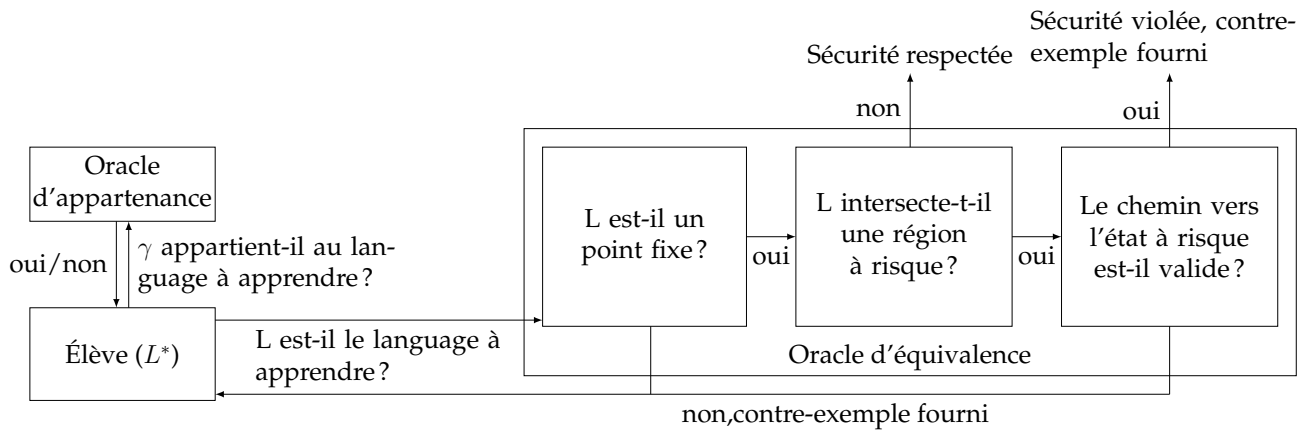 Sécurité violée, contre-
exemple fourni
Sécurité respectée
non
oui
Oracle
d'appartenance
oui/non
γ appartient-il au lan-
guage à apprendre ?
Élève (L*)
L est-il le language à
apprendre ?
L est-il un
point fixe ?
oui
L intersecte-t-il
une région
à risque ?
oui
Le chemin vers
l'état à risque
est-il valide ?
Oracle d'équivalence
non,contre-exemple fourni